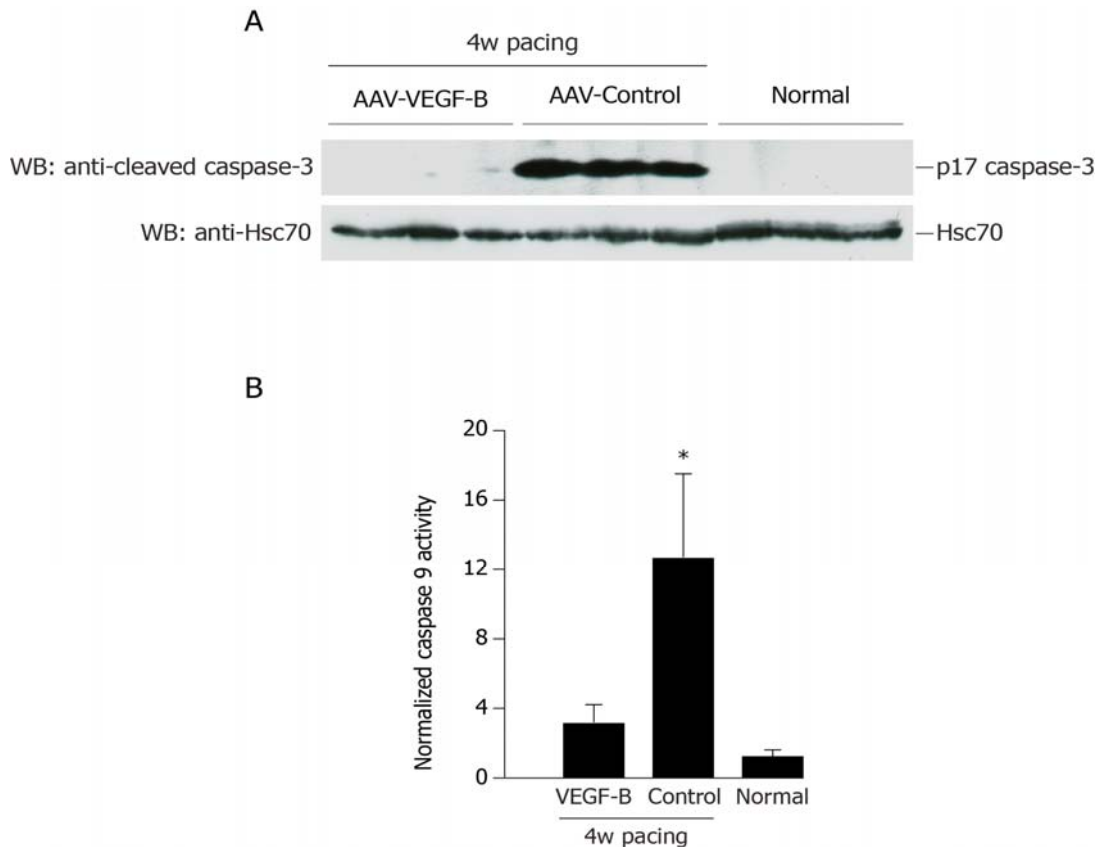 A
4w pacing
AAV-VEGF-B AAV-Control Normal
WB: anti-cleaved caspase-3 p17 caspase-3
WB: anti-Hsc70 Hsc70
B
Normalized caspase 9 activity
20
16
12
8
4
0
*
VEGF-B Control Normal
4w pacing